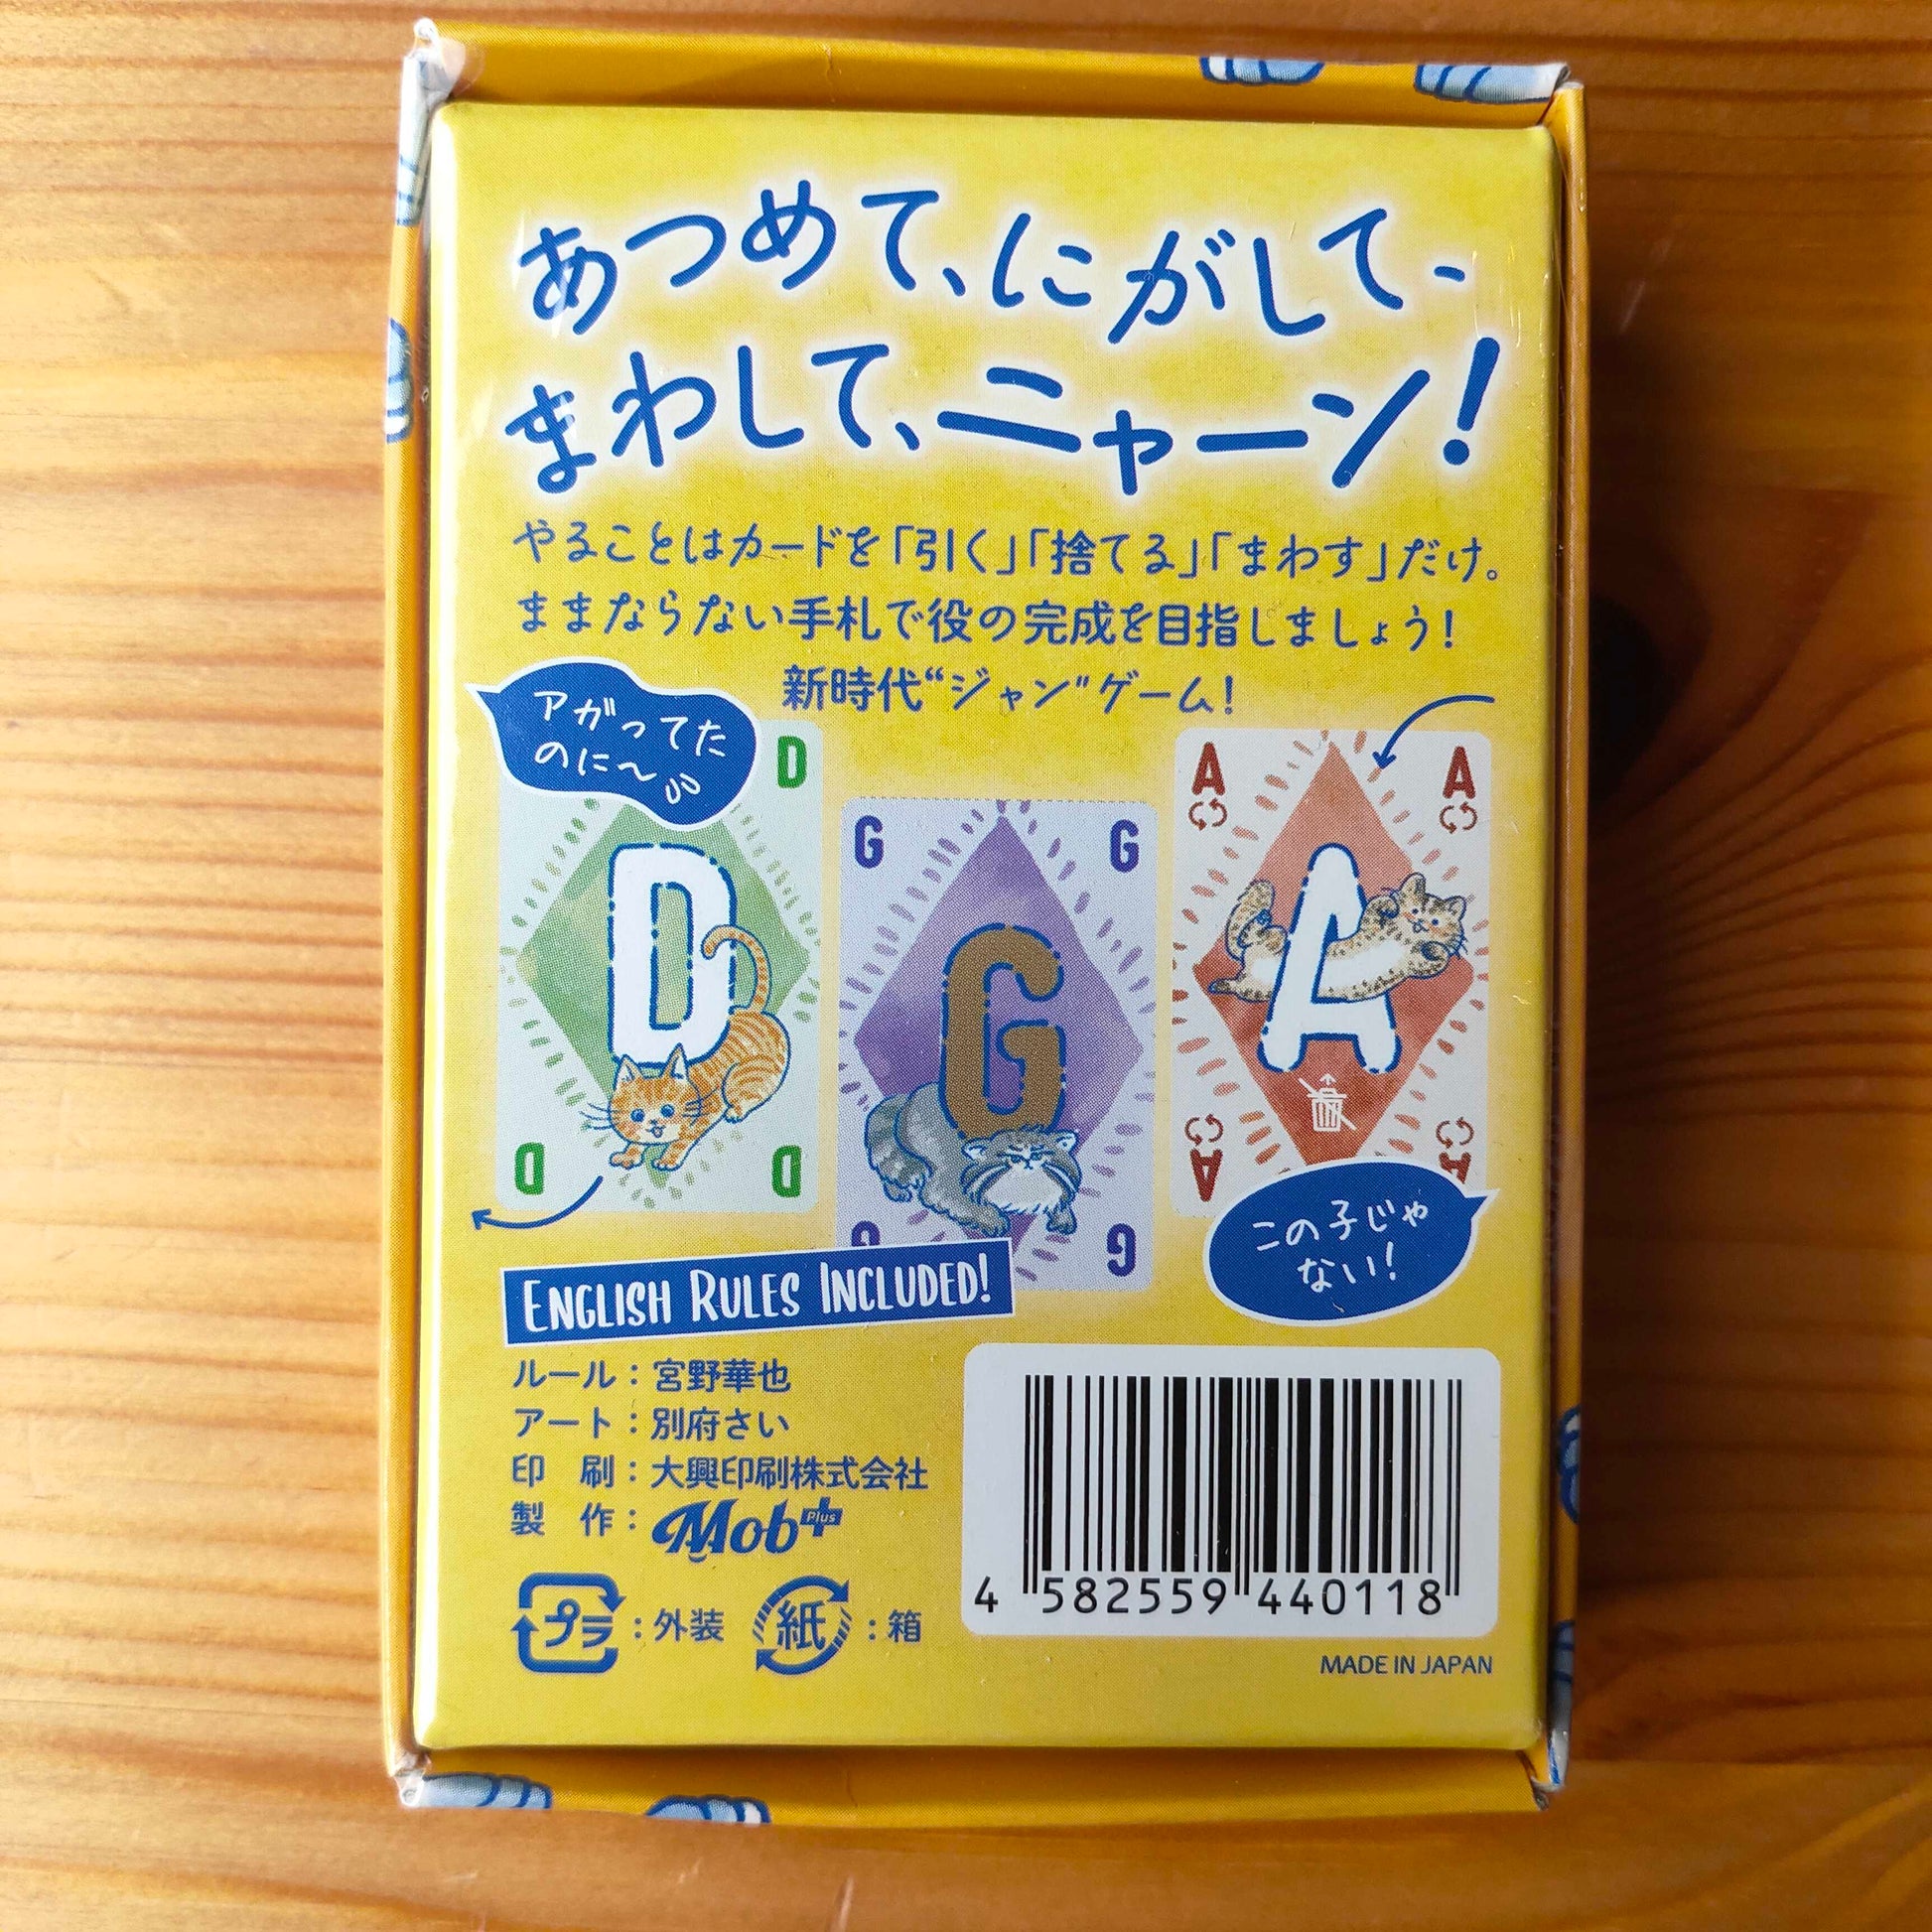 あつめて、にがして、
まわして、ニャーン!
やることはカードを「引く」「捨てる」「まわす」だけ。
ままならない手札で役の完成を目指しましょう!
新時代“ジャン”ゲーム!
アガってた
のに〜
D
D
D
D
G
G
G
G
G
A
A
A
A
A
この子じゃ
ない!
ENGLISH RULES INCLUDED!
ルール:宮野華也
アート:別府さい
印 刷:大興印刷株式会社
製 作:Mob+ Plus
プラ:外装 紙:箱
4 582559 440118
MADE IN JAPAN